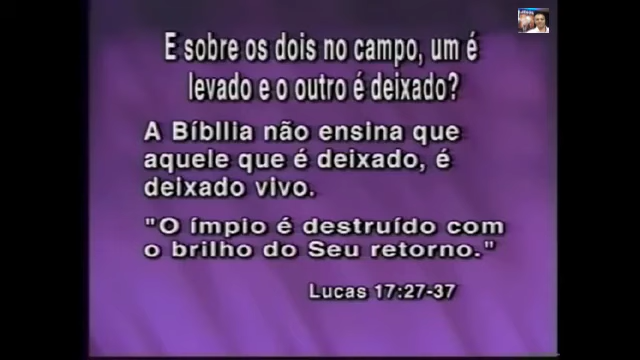 E sobre os dois no campo, um é
levado e o outro é deixado?
A Bíbllia não ensina que
aquele que é deixado, é
deixado vivo.
"O ímpio é destruído com
o brilho do Seu retorno."
Lucas 17:27-37